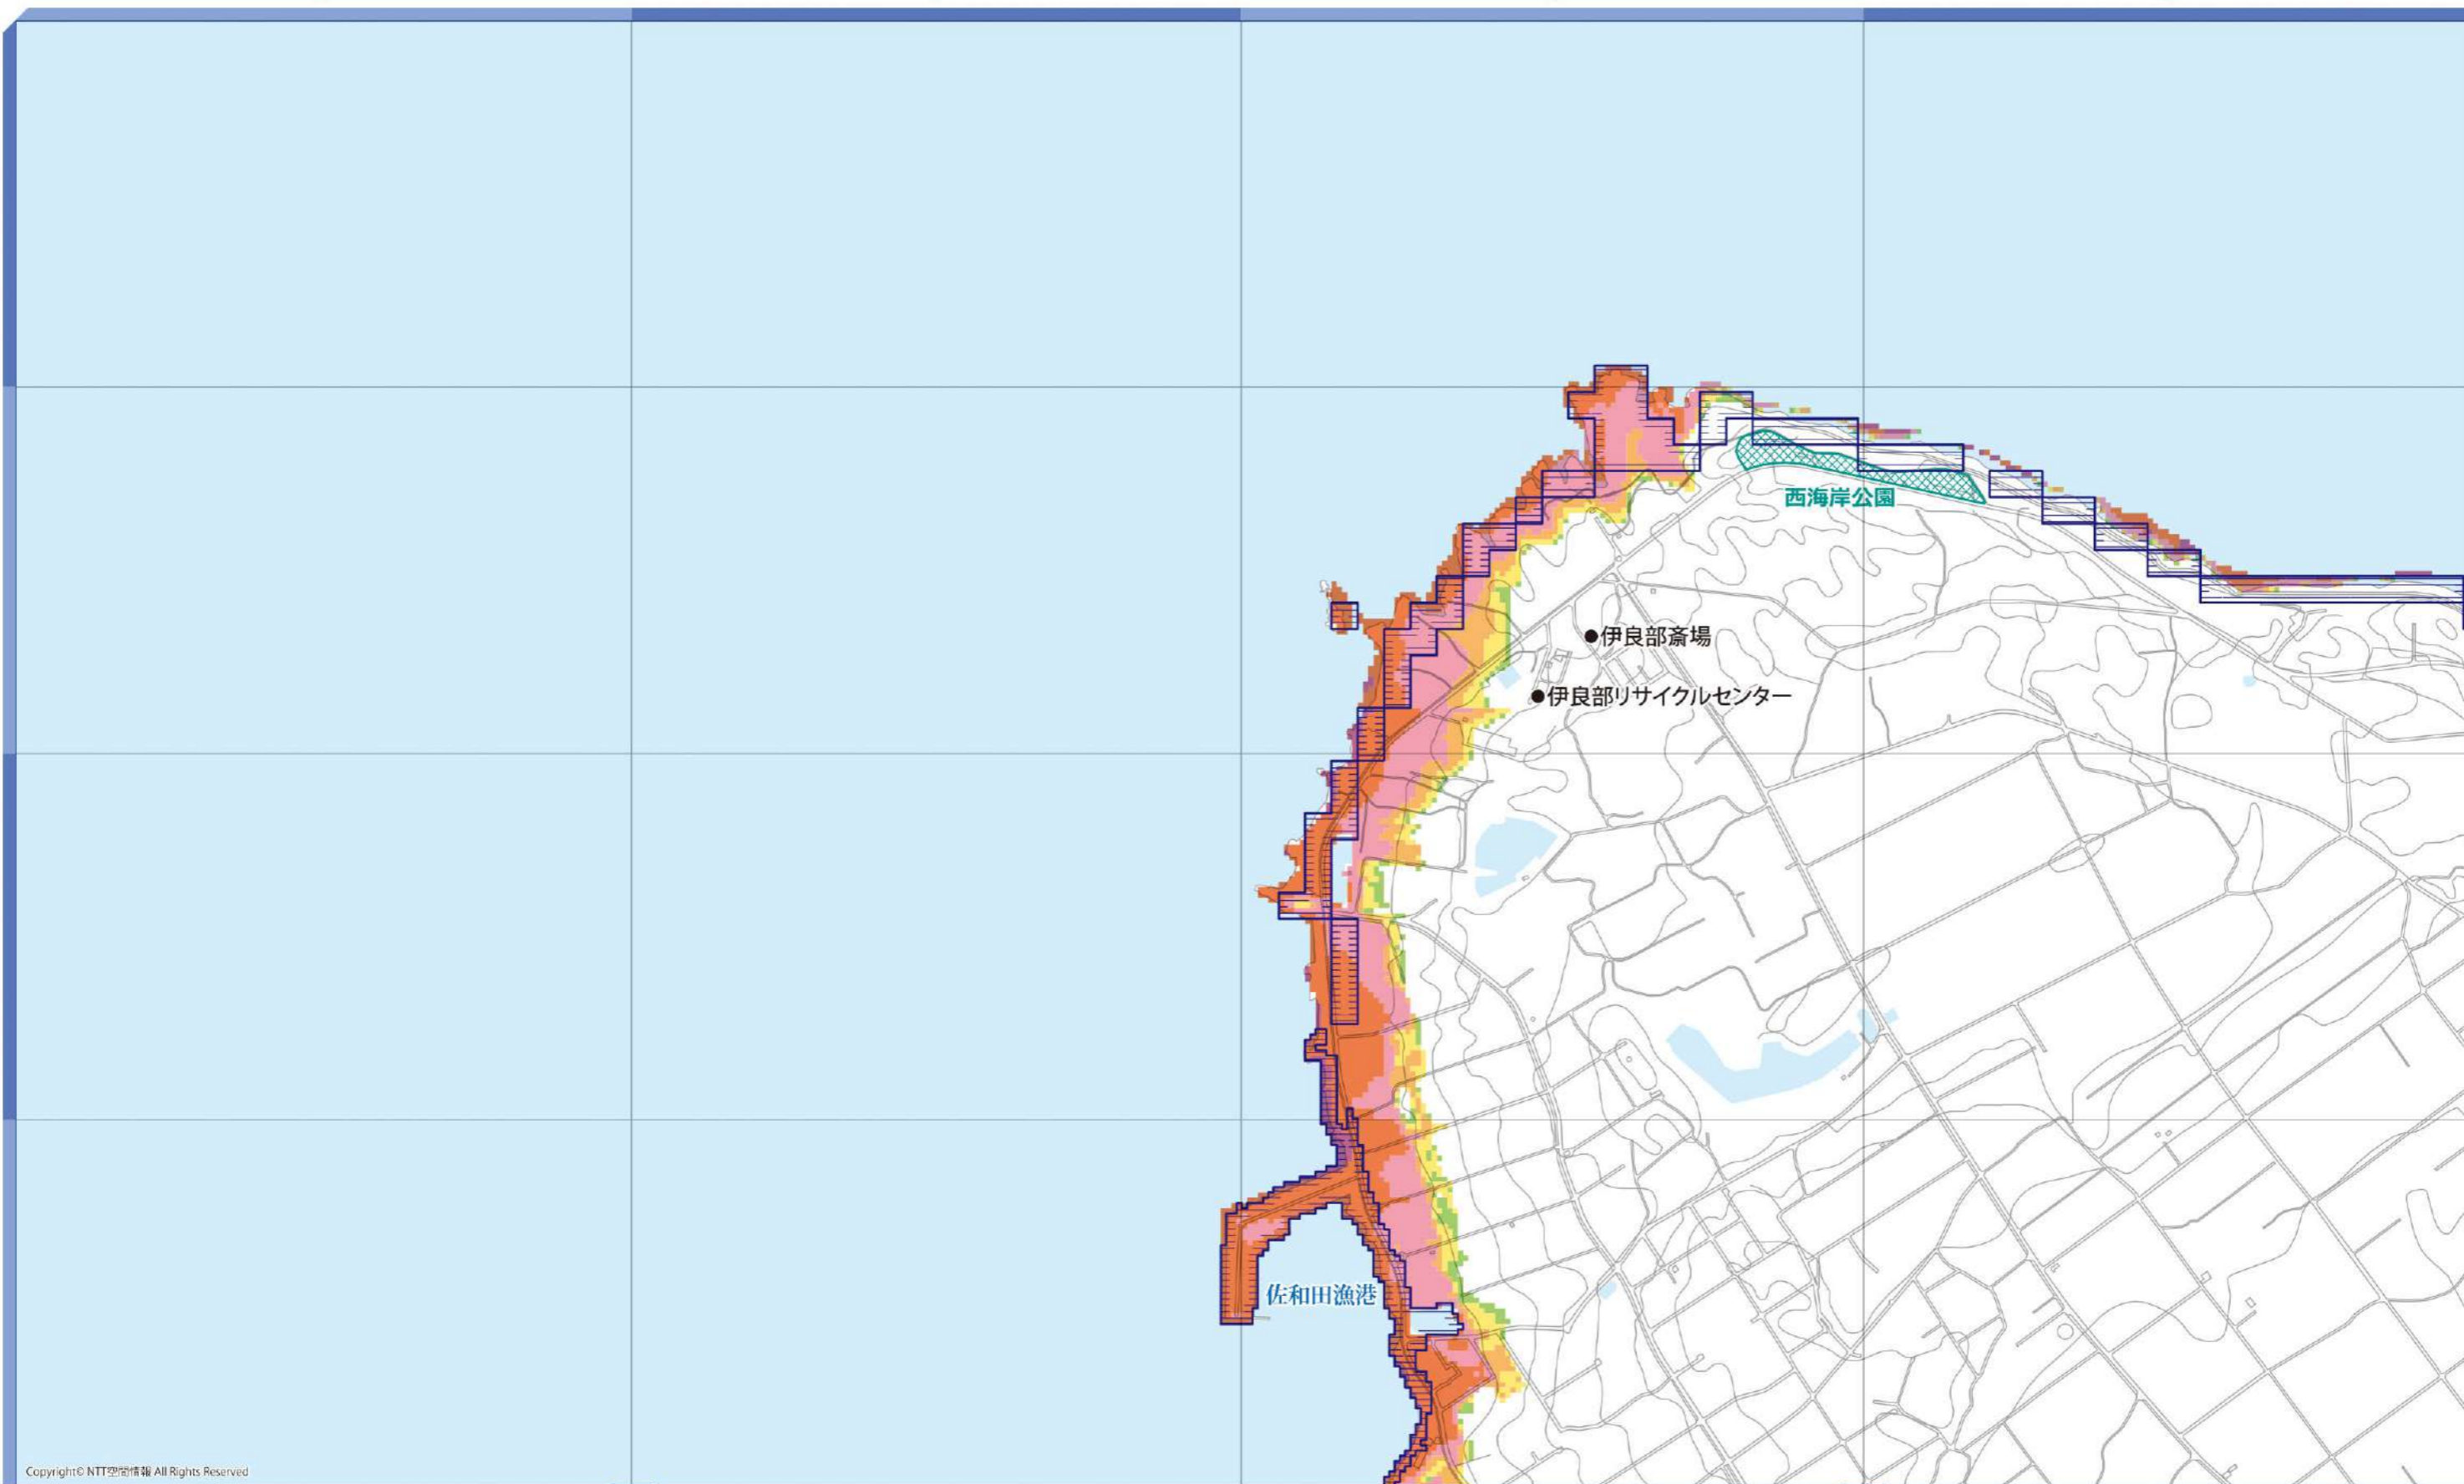 西海岸公園
●伊良部斎場
●伊良部リサイクルセンター
佐和田漁港
Copyright© NTT空間情報 All Rights Reserved